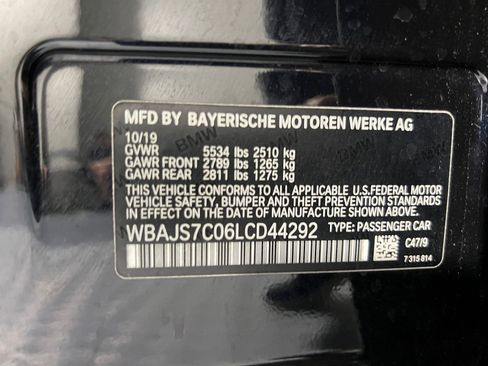 MFD BY BAYERISCHE MOTOREN WERKE AG
10/19
GVWR 5534 lbs 2510 kg
GAWR FRONT 2789 lbs 1265 kg
GAWR REAR 2811 lbs 1275 kg
THIS VEHICLE CONFORMS TO ALL APPLICABLE U.S.FEDERAL MOTOR
VEHICLE SAFETY, BUMPER AND THEFT PREVENTION STANDARDS
IN EFFECT ON THE DATE OF MANUFACTURE SHOWN ABOVE.
WBAJS7C06LCD44292 TYPE: PASSENGER CAR
C47/9
7 315 814